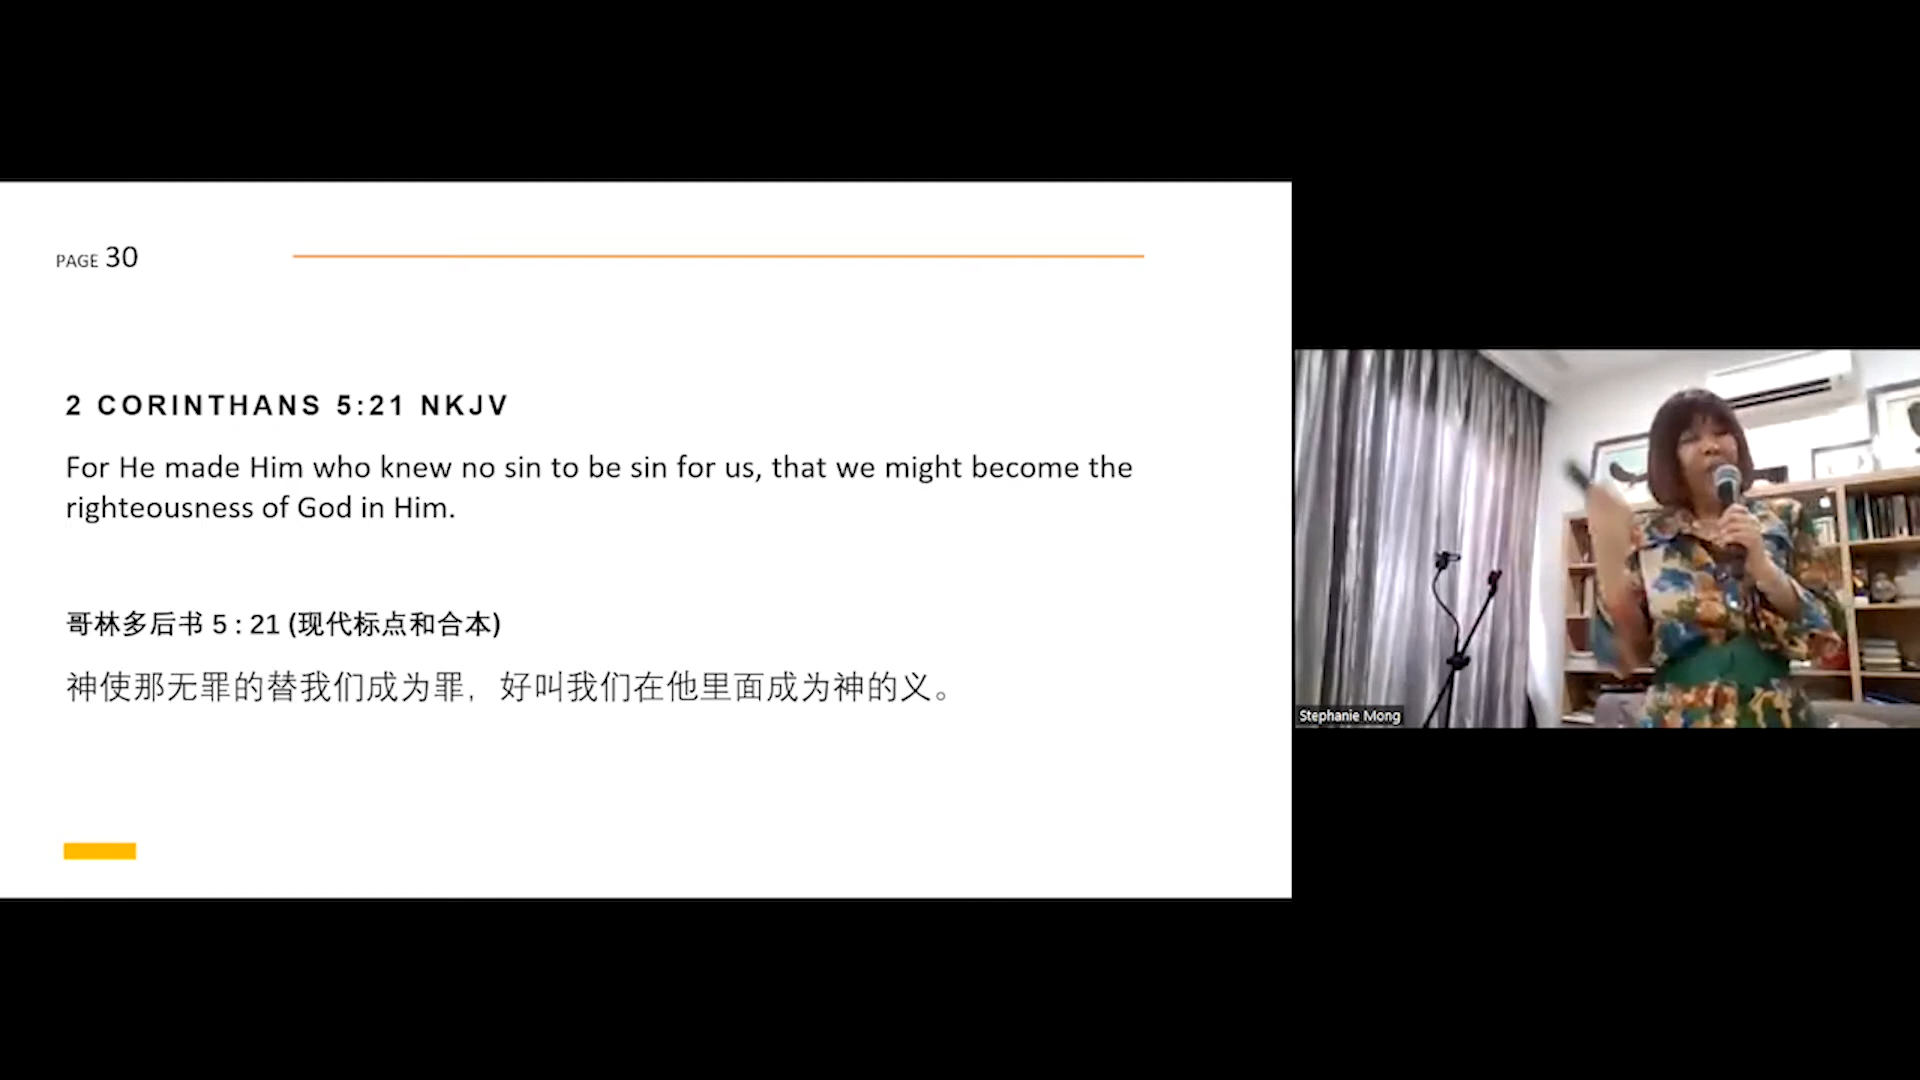 PAGE 30
2 CORINTHANS 5:21 NKJV
For He made Him who knew no sin to be sin for us, that we might become the
righteousness of God in Him.
哥林多后书 5 : 21 (现代标点和合本)
神使那无罪的替我们成为罪，好叫我们在他里面成为神的义。
Stephanie Mong